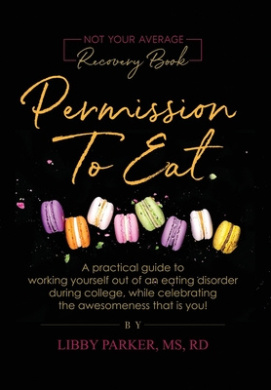 NOT YOUR AVERAGE
Recovery Book
Permission
To Eat
A practical guide to
working yourself out of an eating disorder
during college, while celebrating
the awesomeness that is you!
BY
LIBBY PARKER, MS, RD